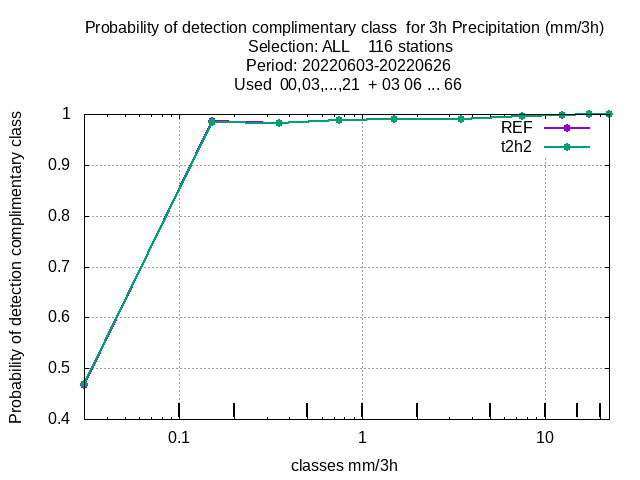 Probability of detection complimentary class  for 3h Precipitation (mm/3h)
Selection: ALL    116 stations
Period: 20220603-20220626
Used  00,03,...,21  + 03 06 ... 66
Probability of detection complimentary class
1
0.9
0.8
0.7
0.6
0.5
0.4
REF
t2h2
0.1
1
10
classes mm/3h